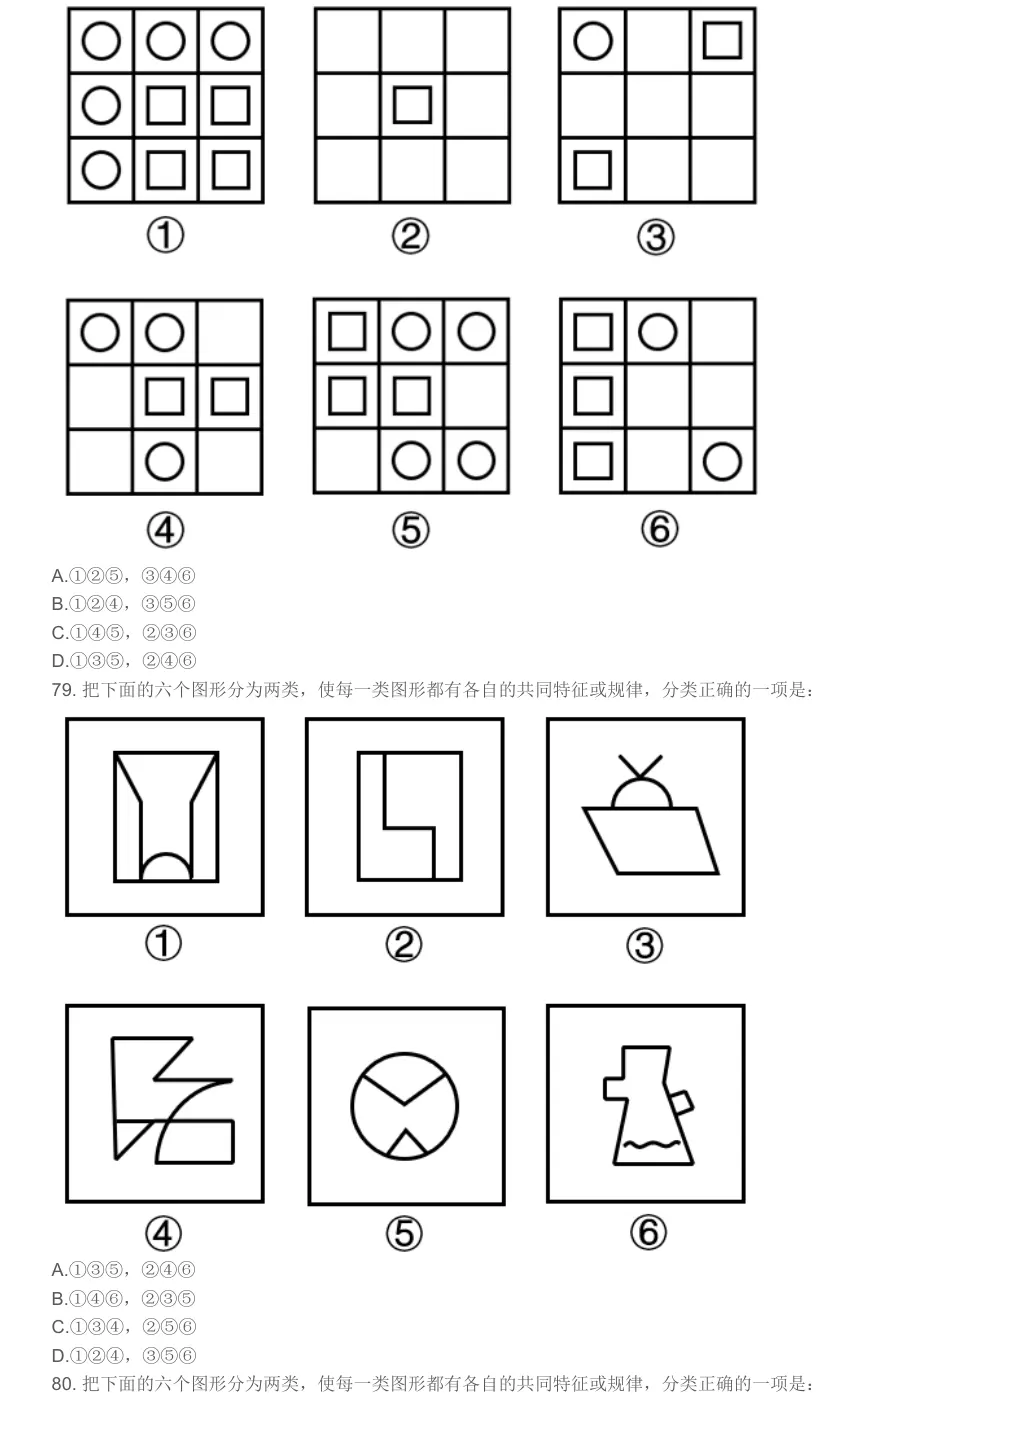 ① ② ③
④ ⑤ ⑥
A.①②⑤，③④⑥
B.①②④，③⑤⑥
C.①④⑤，②③⑥
D.①③⑤，②④⑥
79. 把下面的六个图形分为两类，使每一类图形都有各自的共同特征或规律，分类正确的一项是：
① ② ③
④ ⑤ ⑥
A.①③⑤，②④⑥
B.①④⑥，②③⑤
C.①③④，②⑤⑥
D.①②④，③⑤⑥
80. 把下面的六个图形分为两类，使每一类图形都有各自的共同特征或规律，分类正确的一项是：